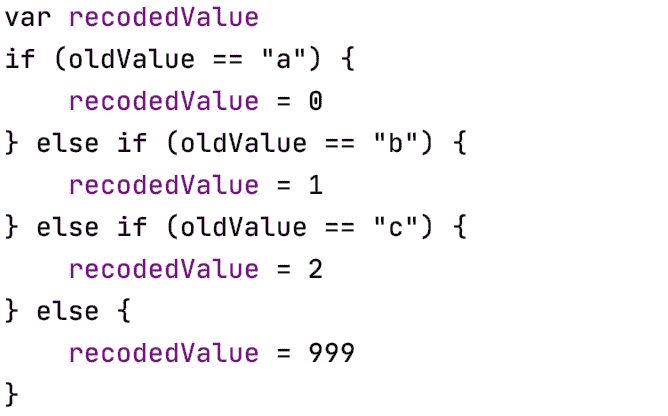 var recodedValue
if (oldValue == "a") {
    recodedValue = 0
} else if (oldValue == "b") {
    recodedValue = 1
} else if (oldValue == "c") {
    recodedValue = 2
} else {
    recodedValue = 999
}